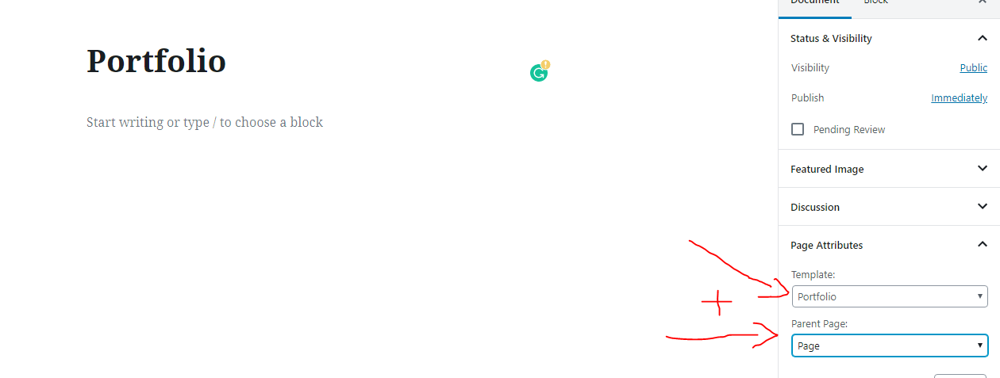 Document Block
Portfolio
Start writing or type / to choose a block
Status & Visibility
Visibility Public
Publish Immediately
Pending Review
Featured Image
Discussion
Page Attributes
Template:
Portfolio
Parent Page:
Page